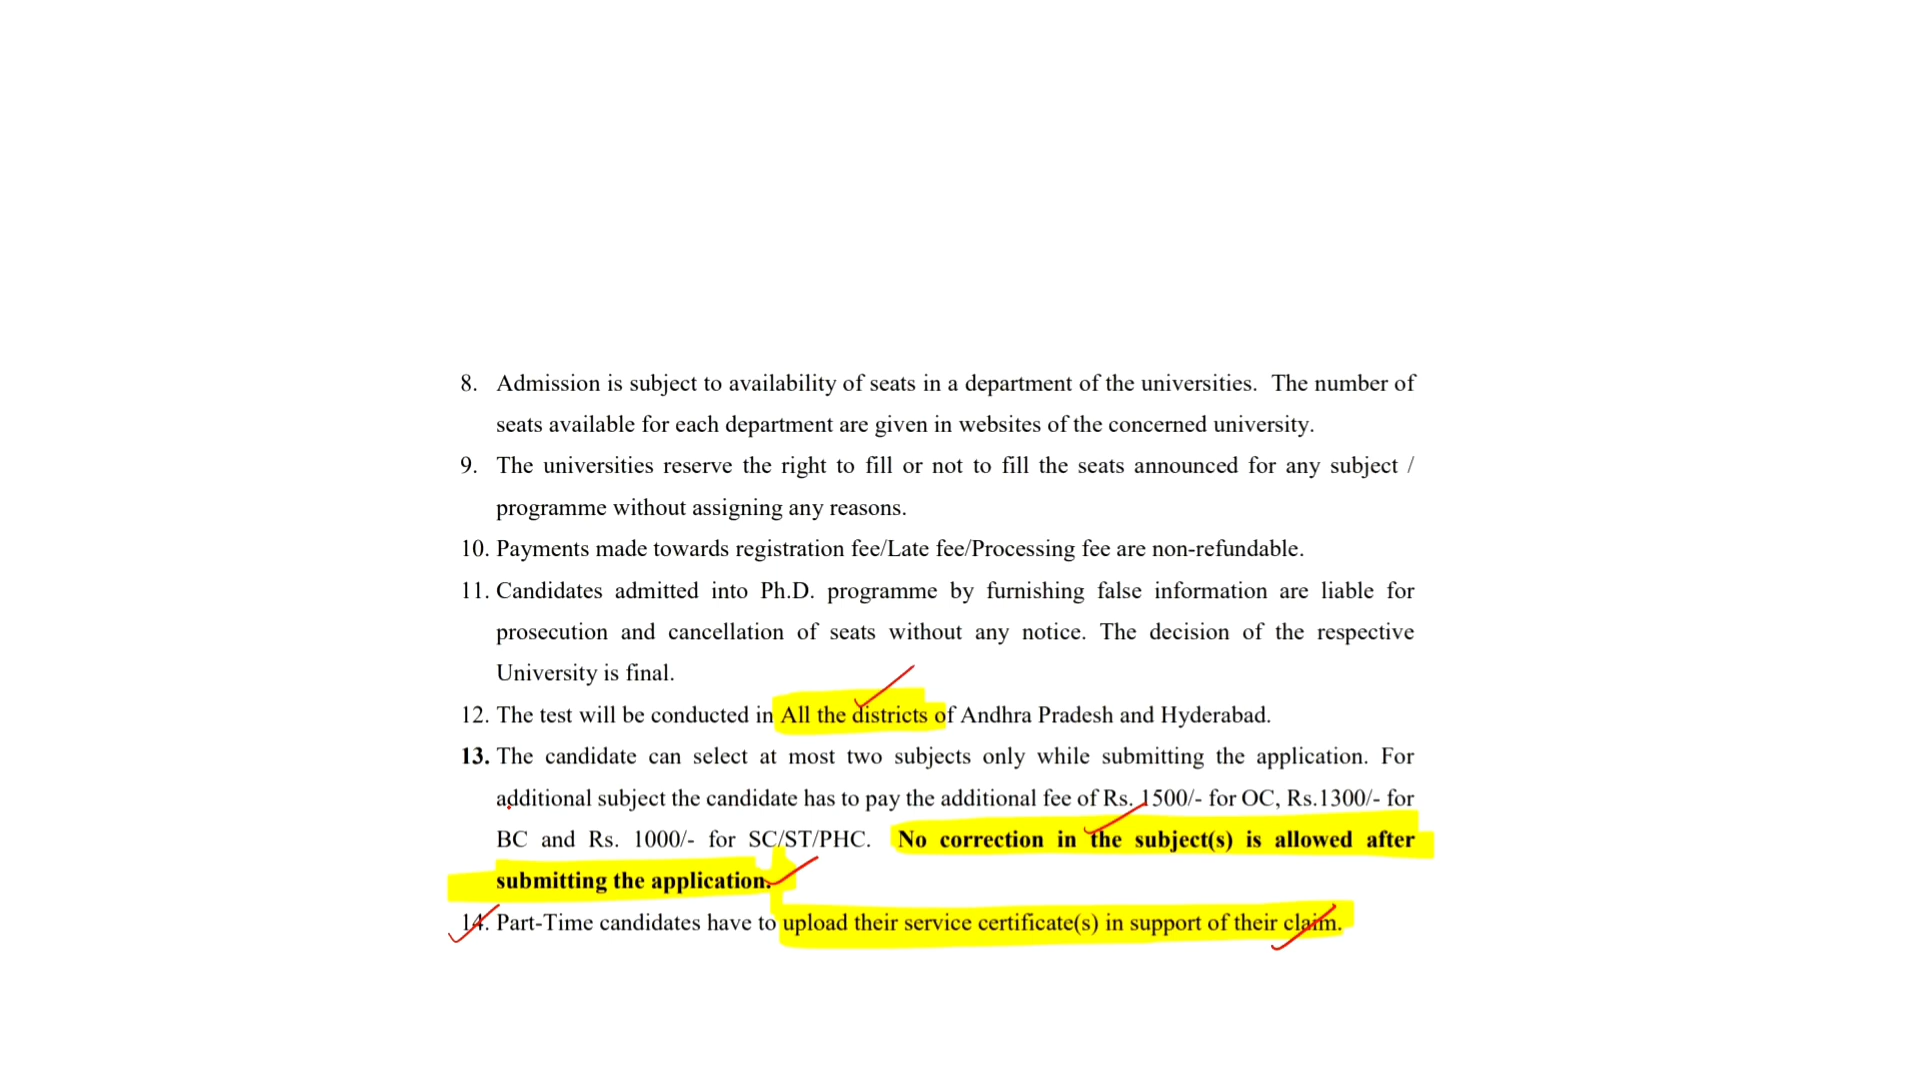 8. Admission is subject to availability of seats in a department of the universities. The number of
seats available for each department are given in websites of the concerned university.
9. The universities reserve the right to fill or not to fill the seats announced for any subject /
programme without assigning any reasons.
10. Payments made towards registration fee/Late fee/Processing fee are non-refundable.
11. Candidates admitted into Ph.D. programme by furnishing false information are liable for
prosecution and cancellation of seats without any notice. The decision of the respective
University is final.
12. The test will be conducted in All the districts of Andhra Pradesh and Hyderabad.
13. The candidate can select at most two subjects only while submitting the application. For
additional subject the candidate has to pay the additional fee of Rs. 1500/- for OC, Rs.1300/- for
BC and Rs. 1000/- for SC/ST/PHC. No correction in the subject(s) is allowed after
submitting the application.
14. Part-Time candidates have to upload their service certificate(s) in support of their claim.